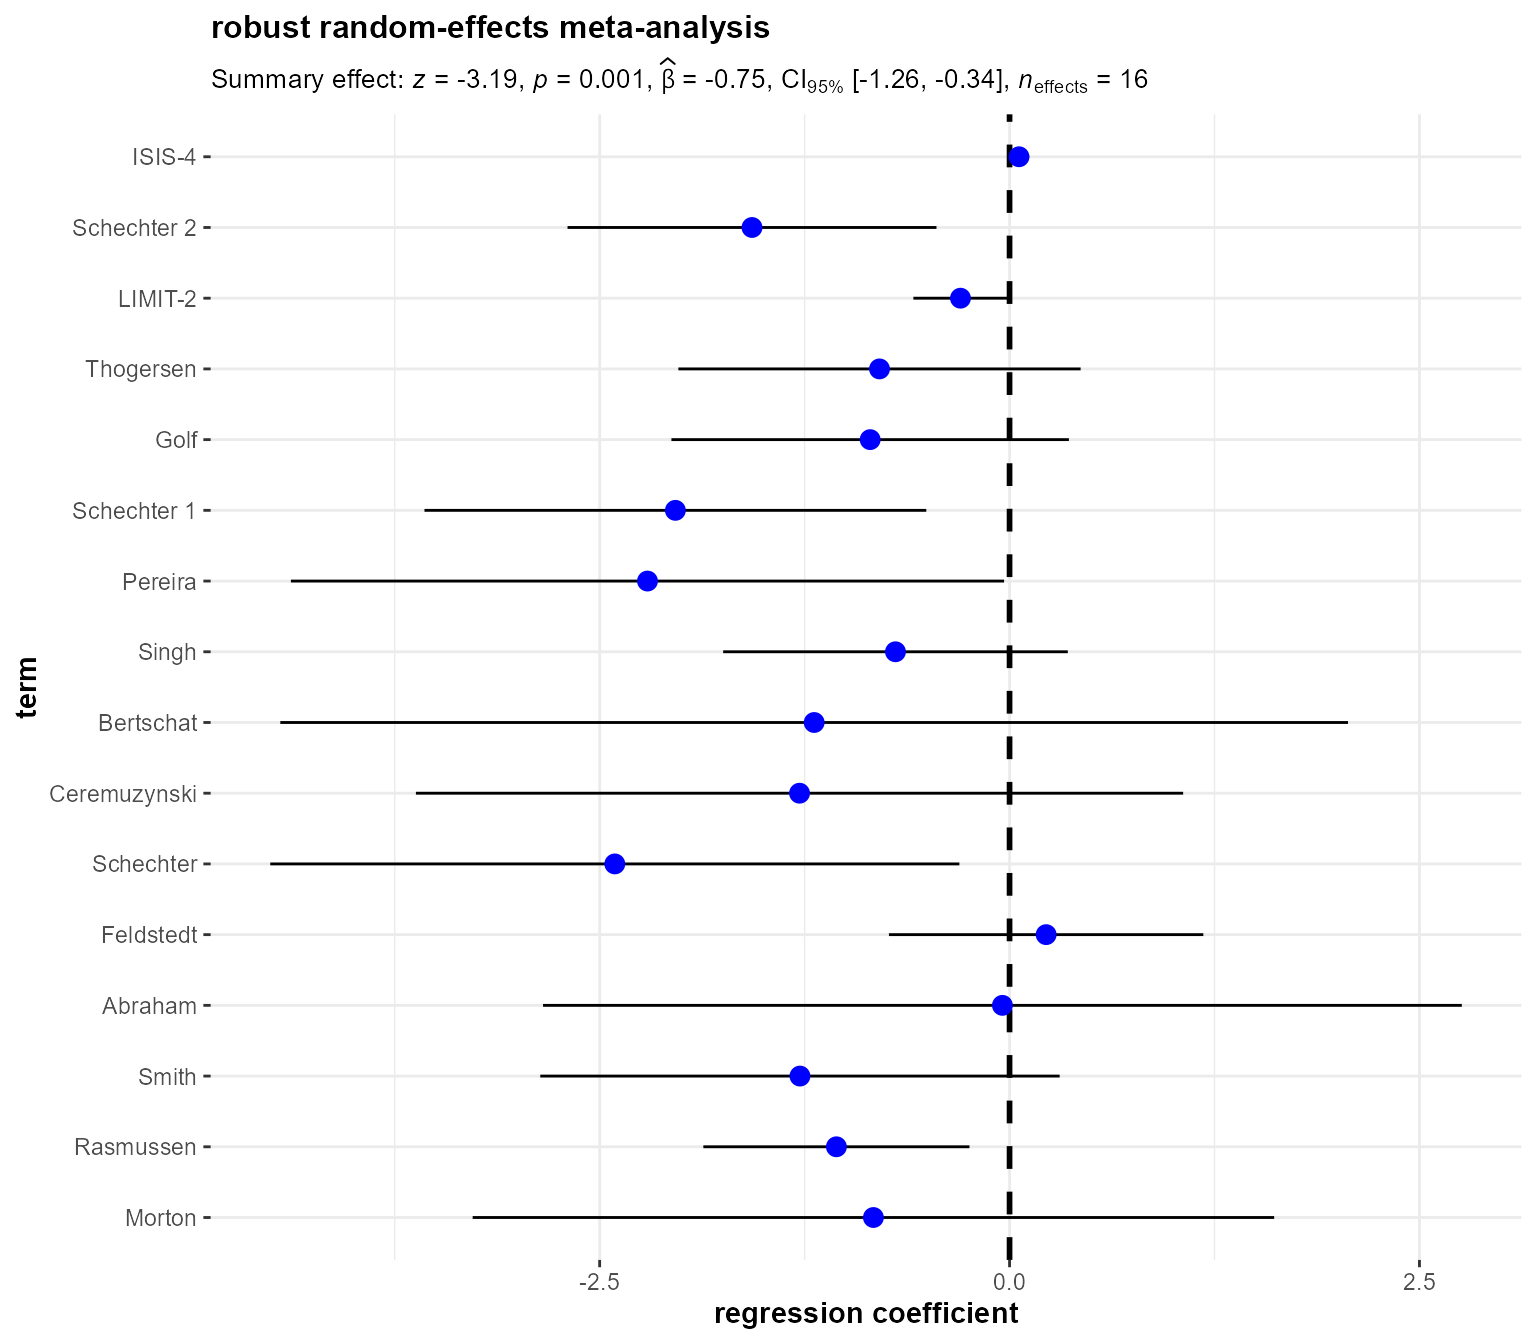 robust random-effects meta-analysis
Summary effect: z = -3.19, p = 0.001, β̂ = -0.75, CI95% [-1.26, -0.34], neffects = 16
ISIS-4
Schechter 2
LIMIT-2
Thogersen
Golf
Schechter 1
Pereira
Singh
Bertschat
Ceremuzynski
Schechter
Feldstedt
Abraham
Smith
Rasmussen
Morton
term
-2.5
0.0
2.5
regression coefficient